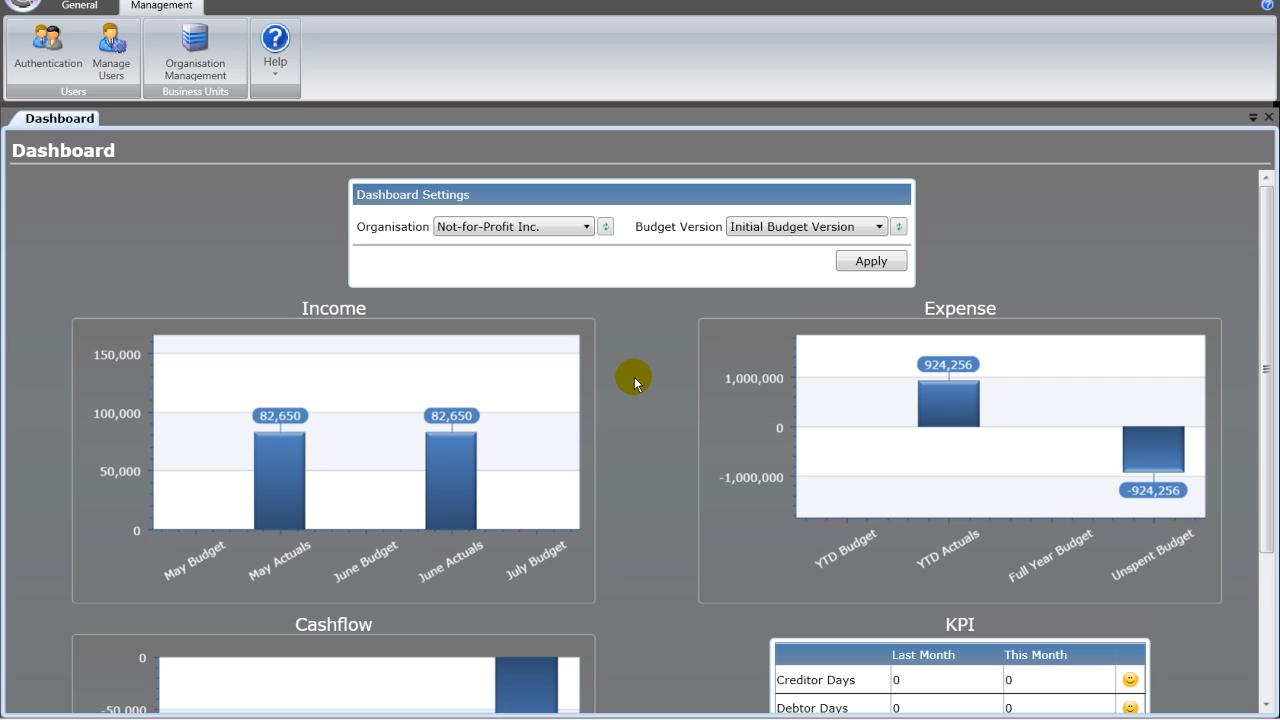 General
Management
Authentication
Manage Users
Organisation Management
Help
Users
Business Units
Dashboard
Dashboard
Dashboard Settings
Organisation Not-for-Profit Inc. Budget Version Initial Budget Version
Apply
Income
150,000
100,000
50,000
0
82,650
82,650
May Budget
May Actuals
June Budget
June Actuals
July Budget
Expense
1,000,000
0
-1,000,000
924,256
-924,256
YTD Budget
YTD Actuals
Full Year Budget
Unspent Budget
Cashflow
0
-50,000
KPI
Last Month This Month
Creditor Days 0 0
Debtor Days 0 0